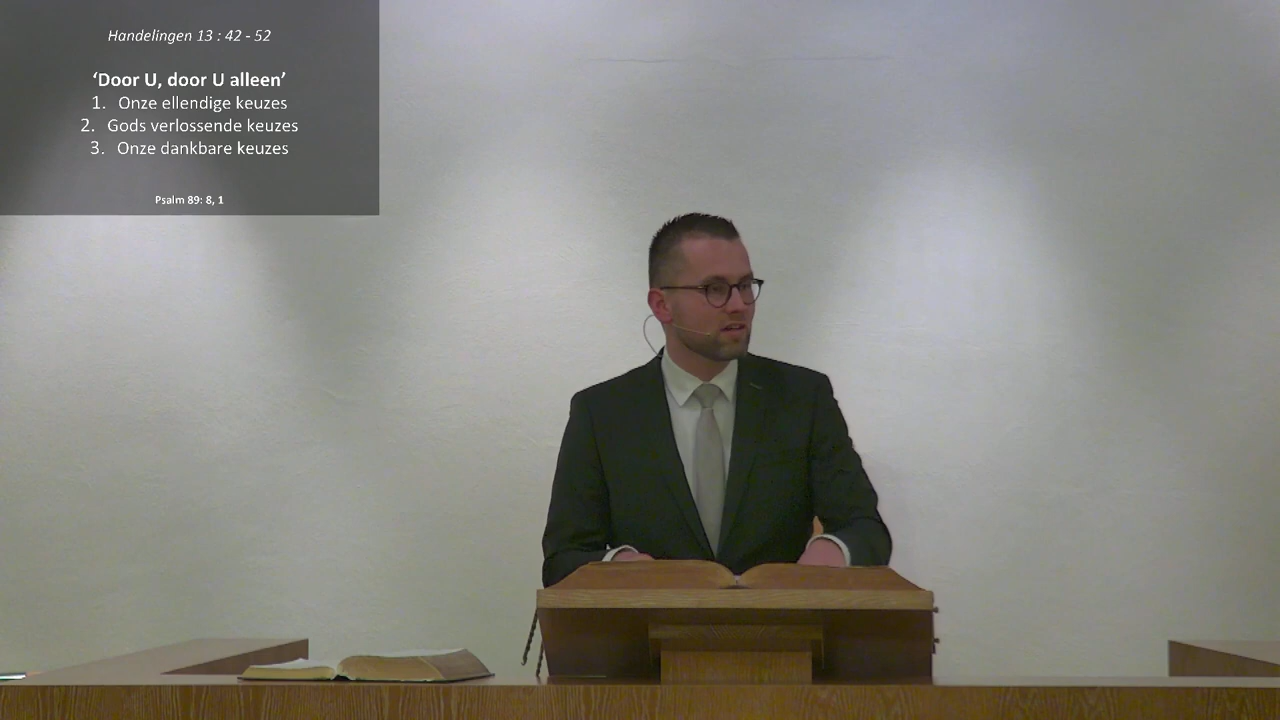 Handelingen 13 : 42 - 52
‘Door U, door U alleen’
1. Onze ellendige keuzes
2. Gods verlossende keuzes
3. Onze dankbare keuzes
Psalm 89: 8, 1